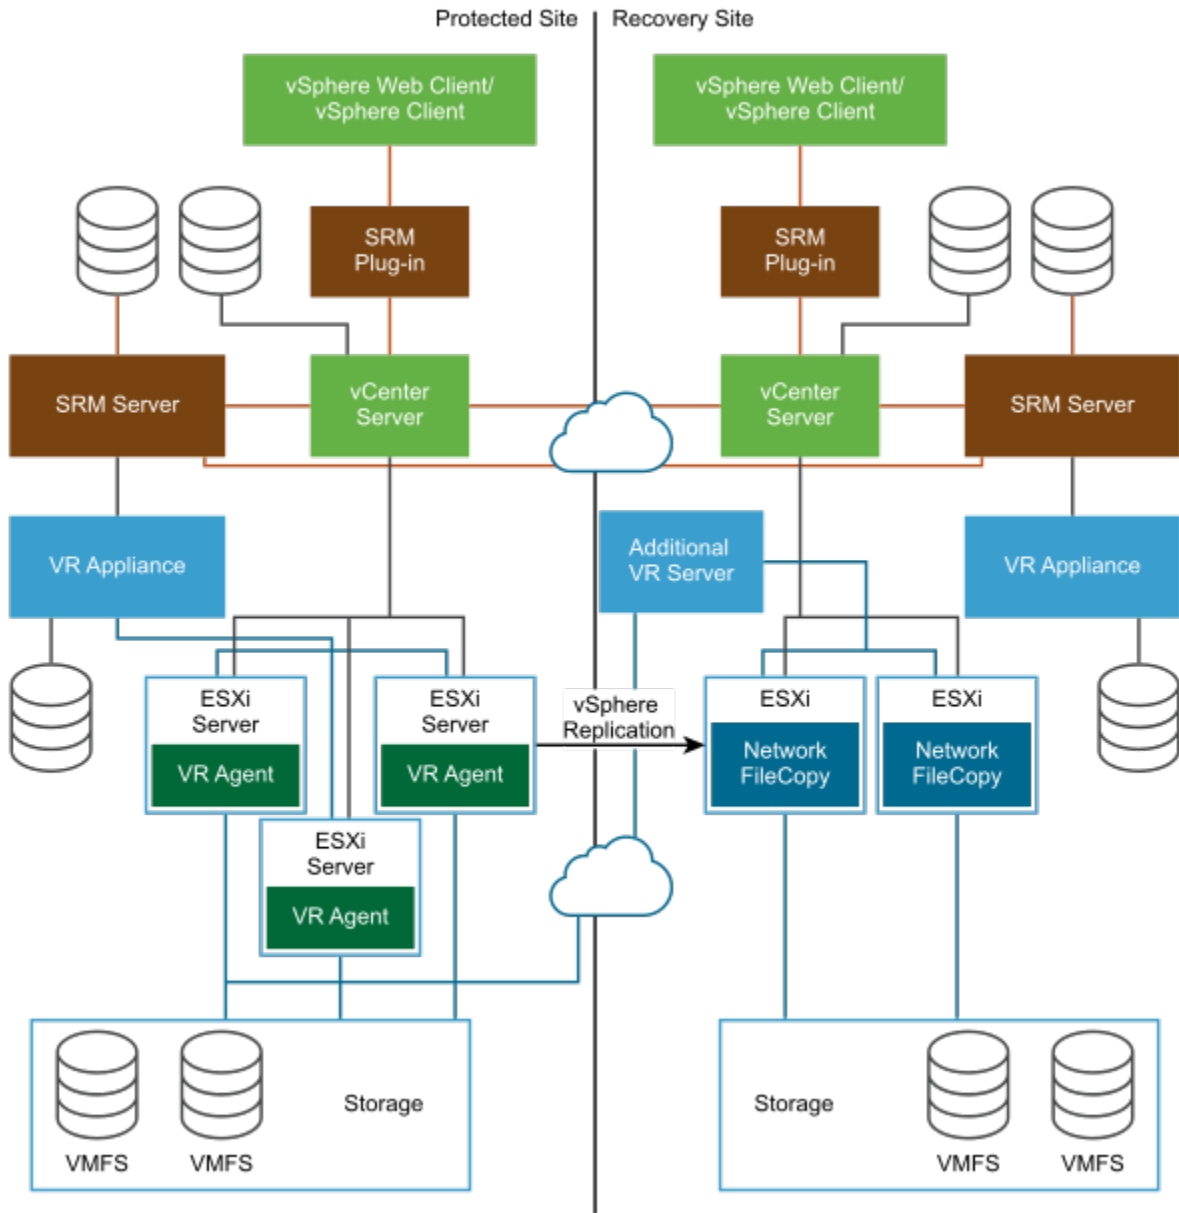 Protected Site
Recovery Site
vSphere Web Client/
vSphere Client
vSphere Web Client/
vSphere Client
SRM
Plug-in
SRM
Plug-in
SRM Server
vCenter
Server
vCenter
Server
SRM Server
VR Appliance
Additional
VR Server
VR Appliance
ESXi
Server
VR Agent
ESXi
Server
VR Agent
vSphere
Replication
ESXi
Network
FileCopy
ESXi
Network
FileCopy
ESXi
Server
VR Agent
VMFS
VMFS
Storage
Storage
VMFS
VMFS